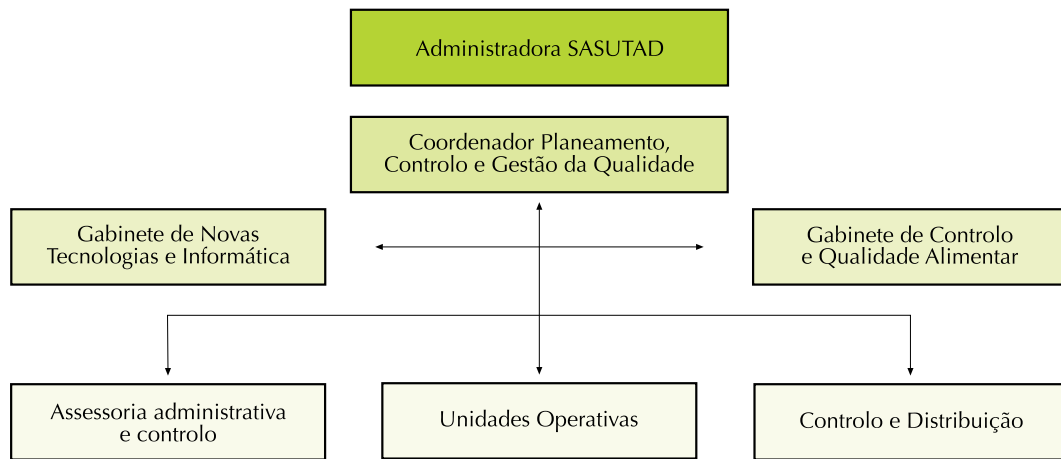 Administradora SASUTAD
Coordenador Planeamento,
Controlo e Gestão da Qualidade
Gabinete de Novas
Tecnologias e Informática
Gabinete de Controlo
e Qualidade Alimentar
Assessoria administrativa
e controlo
Unidades Operativas
Controlo e Distribuição